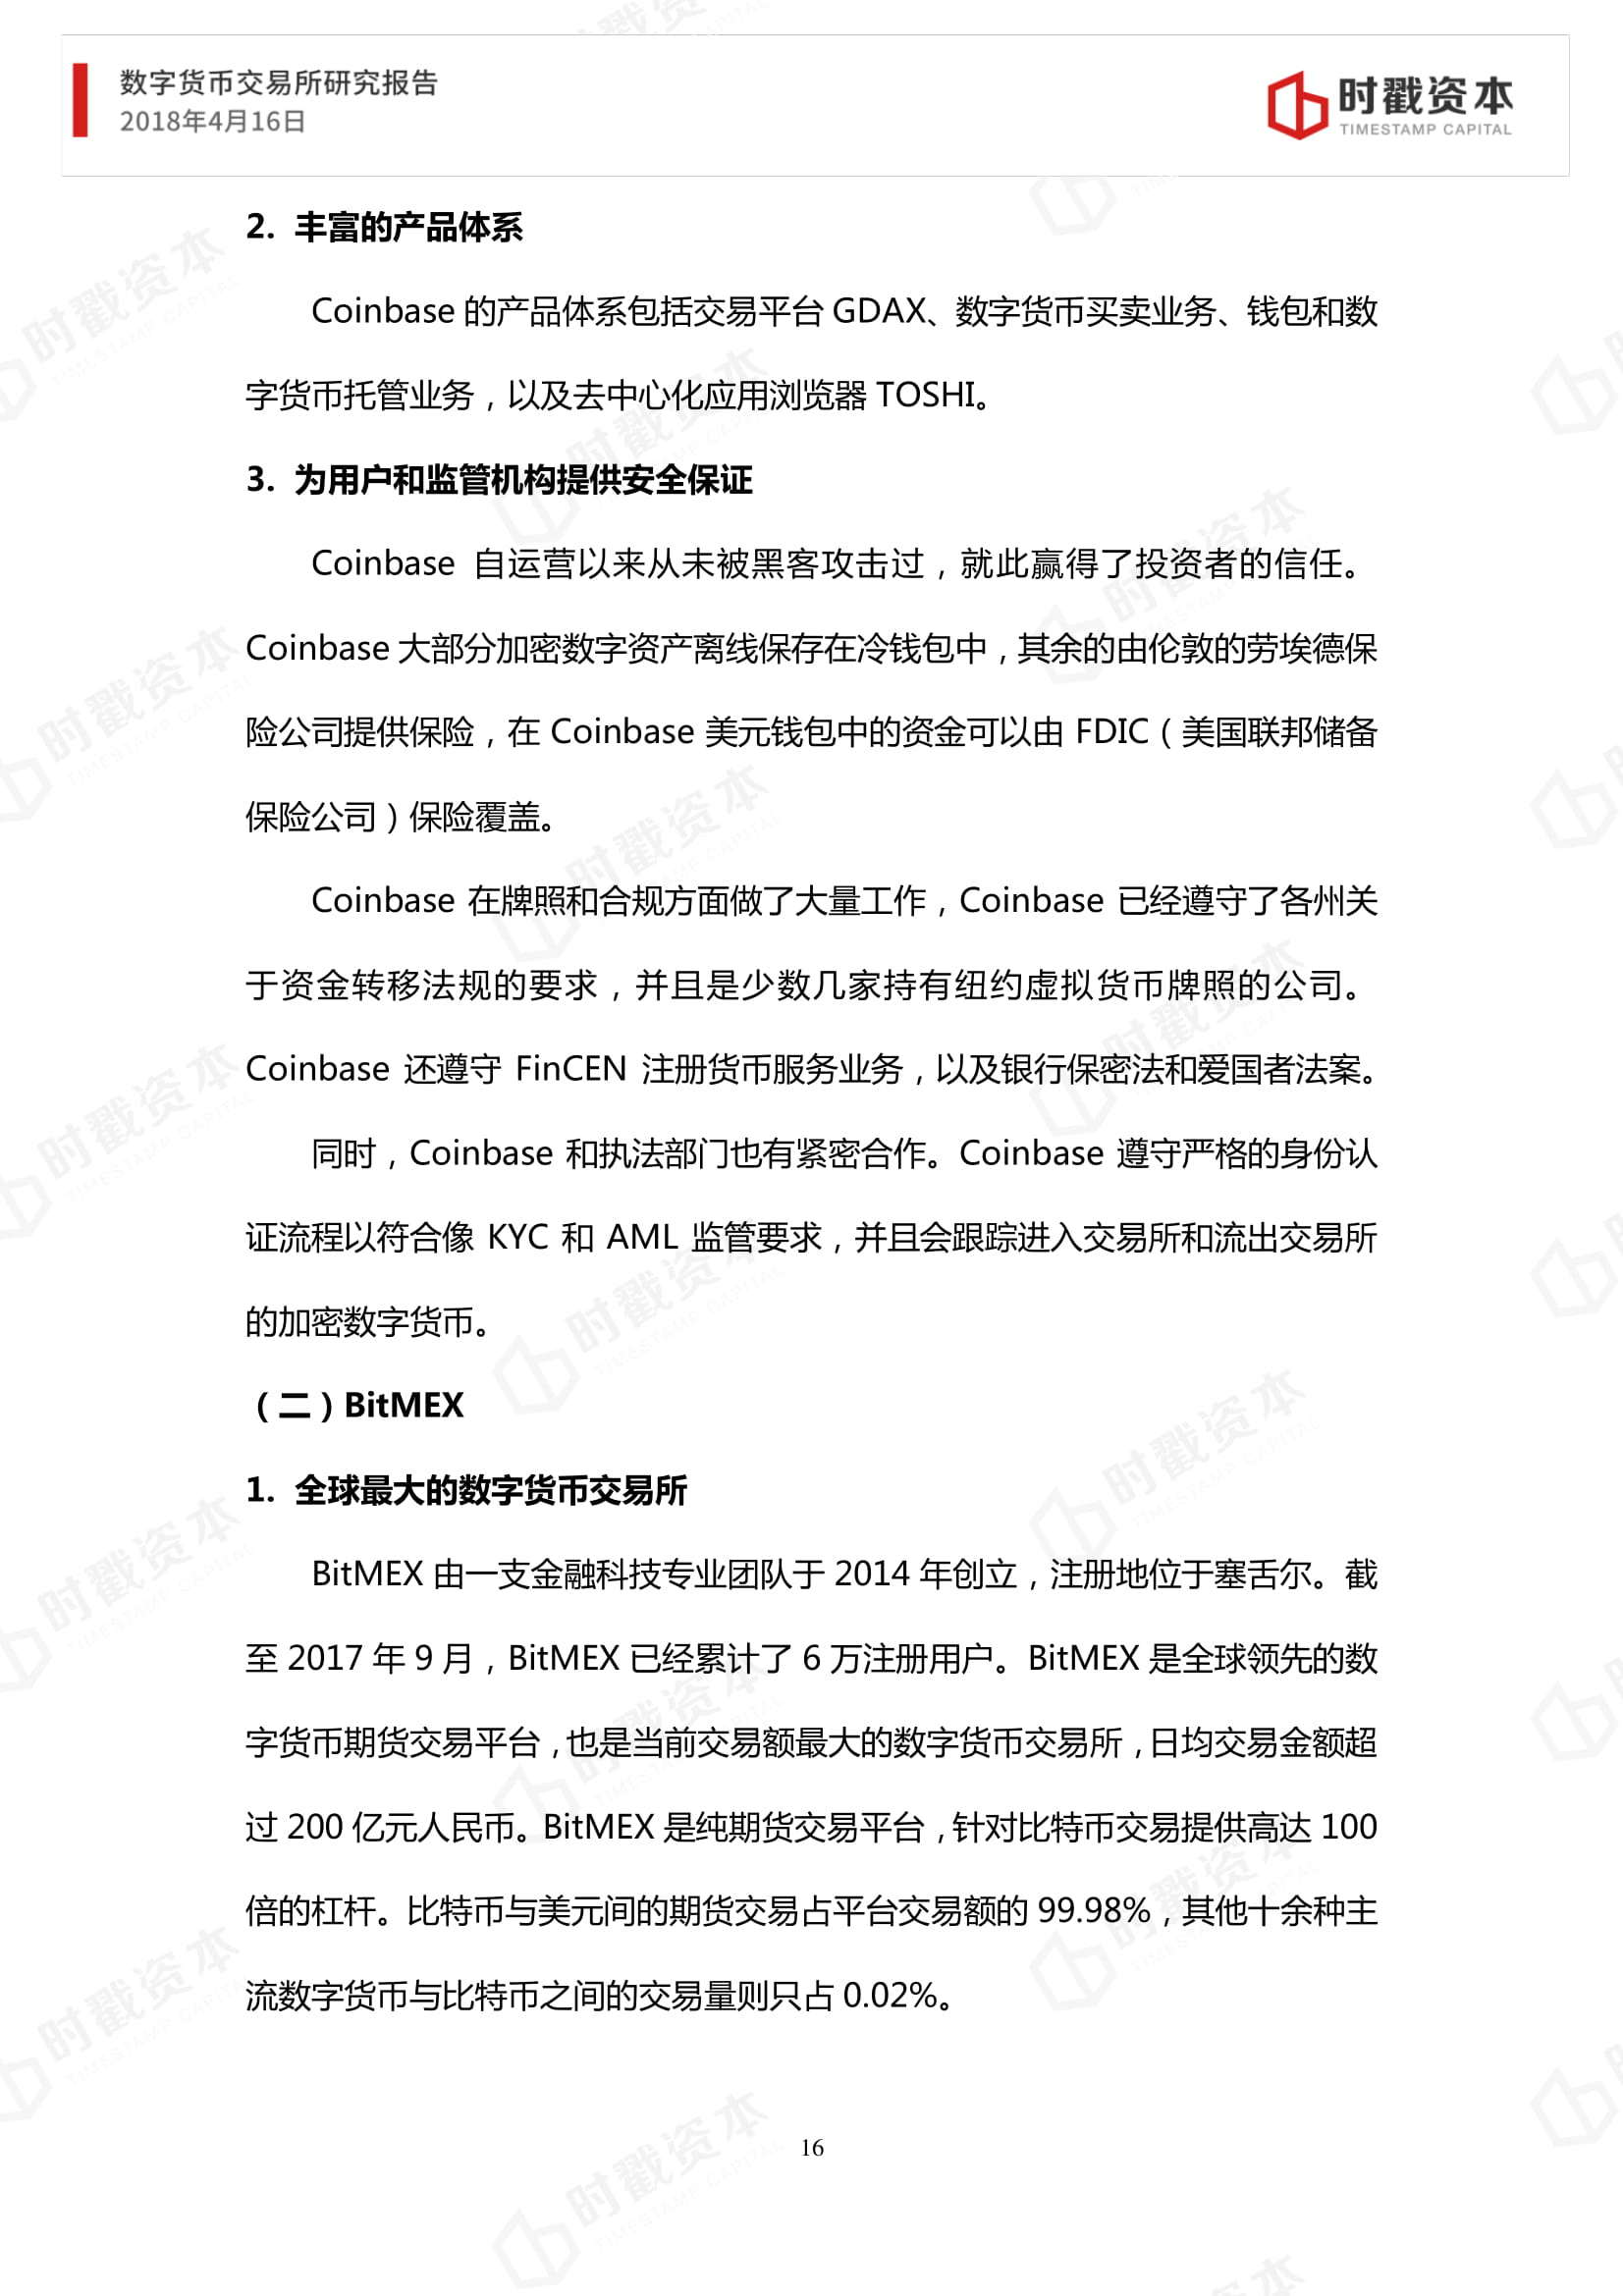 数字货币交易所研究报告
2018年4月16日
时戳资本
TIMESTAMP CAPITAL
2. 丰富的产品体系
Coinbase 的产品体系包括交易平台 GDAX、数字货币买卖业务、钱包和数
字货币托管业务，以及去中心化应用浏览器 TOSHI。
3. 为用户和监管机构提供安全保证
Coinbase 自运营以来从未被黑客攻击过，就此赢得了投资者的信任。
Coinbase 大部分加密数字资产离线保存在冷钱包中，其余的由伦敦的劳埃德保
险公司提供保险，在 Coinbase 美元钱包中的资金可以由 FDIC（美国联邦储备
保险公司）保险覆盖。
Coinbase 在牌照和合规方面做了大量工作，Coinbase 已经遵守了各州关
于资金转移法规的要求，并且是少数几家持有纽约虚拟货币牌照的公司。
Coinbase 还遵守 FinCEN 注册货币服务业务，以及银行保密法和爱国者法案。
同时，Coinbase 和执法部门也有紧密合作。Coinbase 遵守严格的身份认
证流程以符合像 KYC 和 AML 监管要求，并且会跟踪进入交易所和流出交易所
的加密数字货币。
（二）BitMEX
1. 全球最大的数字货币交易所
BitMEX 由一支金融科技专业团队于 2014 年创立，注册地位于塞舌尔。截
至 2017 年 9 月，BitMEX 已经累计了 6 万注册用户。BitMEX 是全球领先的数
字货币期货交易平台，也是当前交易额最大的数字货币交易所，日均交易金额超
过 200 亿元人民币。BitMEX 是纯期货交易平台，针对比特币交易提供高达 100
倍的杠杆。比特币与美元间的期货交易占平台交易额的 99.98%，其他十余种主
流数字货币与比特币之间的交易量则只占 0.02%。
16